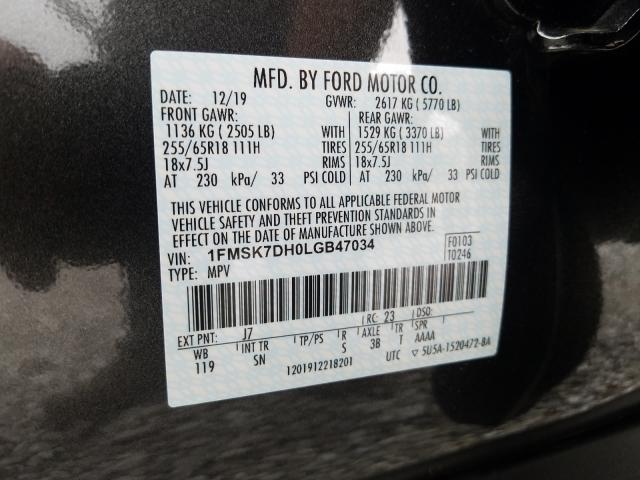 MFD. BY FORD MOTOR CO.
DATE: 12/19 GVWR: 2617 KG ( 5770 LB)
FRONT GAWR: REAR GAWR:
1136 KG ( 2505 LB) 1529 KG ( 3370 LB)
255/65R18 111H TIRES 255/65R18 111H TIRES
18x7.5J RIMS 18x7.5J RIMS
AT 230 kPa/ 33 PSI COLD AT 230 kPa/ 33 PSI COLD
THIS VEHICLE CONFORMS TO ALL APPLICABLE FEDERAL MOTOR
VEHICLE SAFETY AND THEFT PREVENTION STANDARDS IN
EFFECT ON THE DATE OF MANUFACTURE SHOWN ABOVE.
VIN: 1FMSK7DH0LGB47034 F0103
TYPE: MPV T0246
RC: 23 DSO:
EXT PNT: J7
WB INT TR TP/PS R AXLE TR SPR
119 SN S 3B T AAAA
1201912218201 UTC ▽ 5U5A-1520472-BA